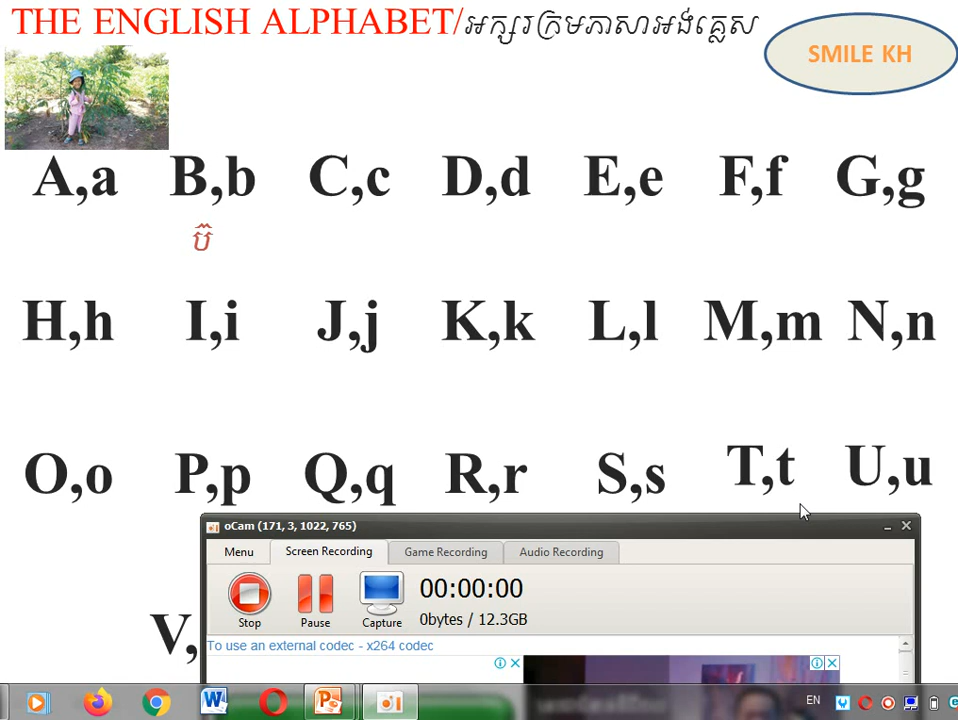 THE ENGLISH ALPHABET/អក្សរក្រមភាសាអង់គ្លេស
SMILE KH
A,a B,b C,c D,d E,e F,f G,g
ប៊
H,h I,i J,j K,k L,l M,m N,n
O,o P,p Q,q R,r S,s T,t U,u
V,
oCam (171, 3, 1022, 765)
Menu Screen Recording Game Recording Audio Recording
00:00:00
Stop Pause Capture 0bytes / 12.3GB
To use an external codec - x264 codec
EN